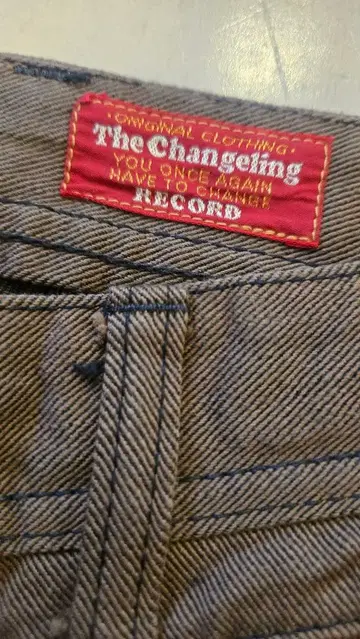 ·ORIGINAL CLOTHING·
The Changeling
YOU ONCE AGAIN
HAVE TO CHANGE
RECORD